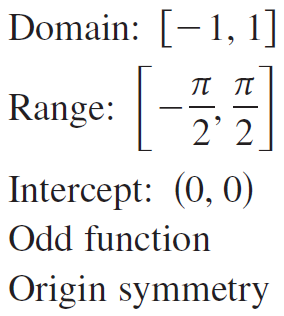 Domain: [−1, 1]
Range: [−π/2, π/2]
Intercept: (0, 0)
Odd function
Origin symmetry